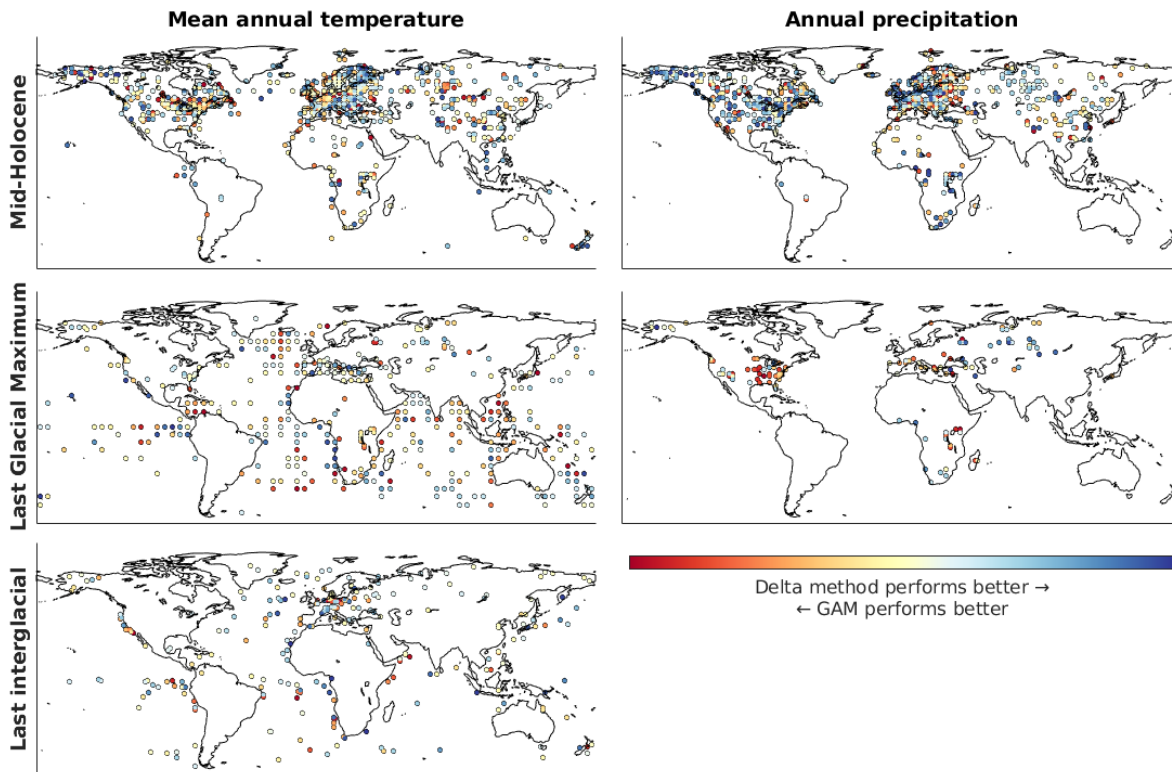 Mean annual temperature
Annual precipitation
Mid-Holocene
Last Glacial Maximum
Last interglacial
Delta method performs better →
← GAM performs better